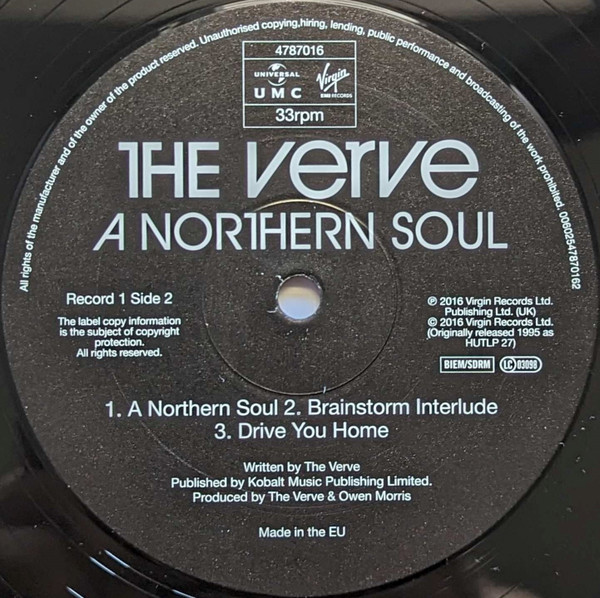 All rights of the manufacturer and of the owner of the product reserved. Unauthorised copying,hiring, lending, public performance and broadcasting of the work prohibited. 00602547870162
4787016
UNIVERSAL
UMC
Virgin
EMI RECORDS
33rpm
THE Verve
A NORTHERN SOUL
Record 1 Side 2
The label copy information
is the subject of copyright
protection.
All rights reserved.
℗ 2016 Virgin Records Ltd.
Publishing Ltd. (UK)
© 2016 Virgin Records Ltd.
(Originally released 1995 as
HUTLP 27)
BIEM/SDRM LC 03098
1. A Northern Soul 2. Brainstorm Interlude
3. Drive You Home
Written by The Verve
Published by Kobalt Music Publishing Limited.
Produced by The Verve & Owen Morris
Made in the EU